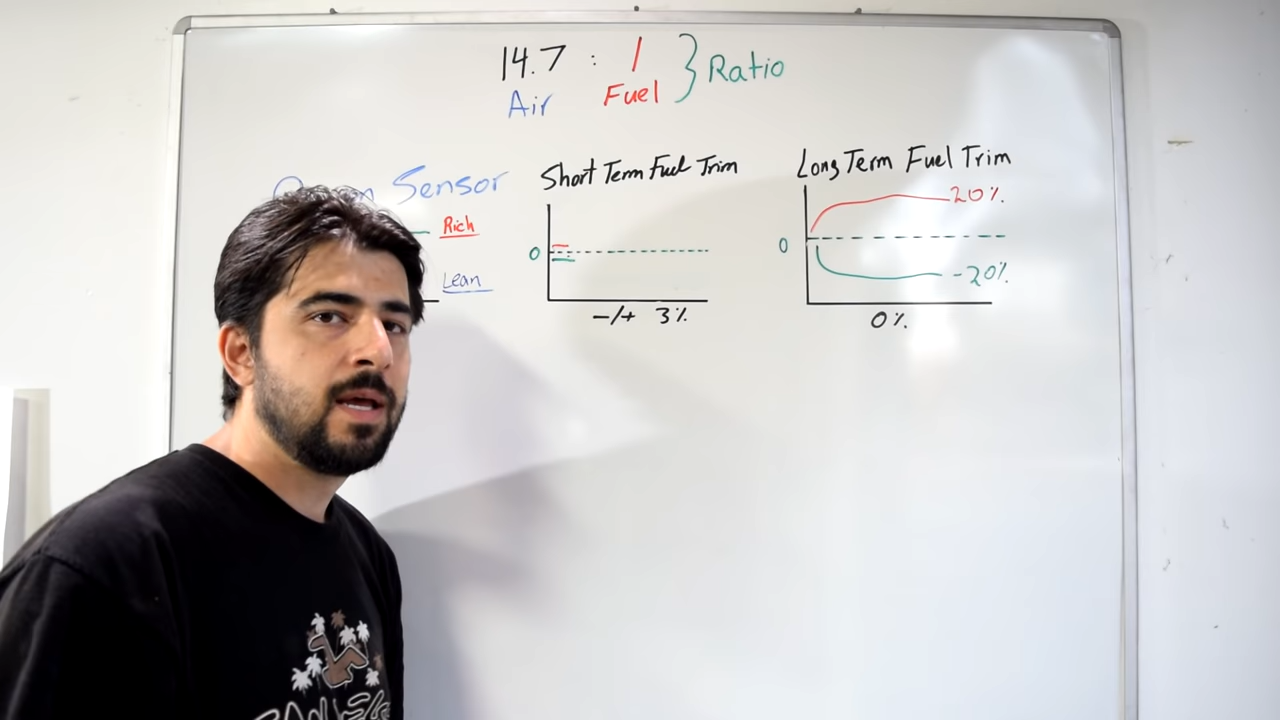 14.7 : 1 } Ratio
Air Fuel
Sensor
Rich
Lean
Short Term Fuel Trim
0
-/+ 3%
Long Term Fuel Trim
20%
0
-20%
0%